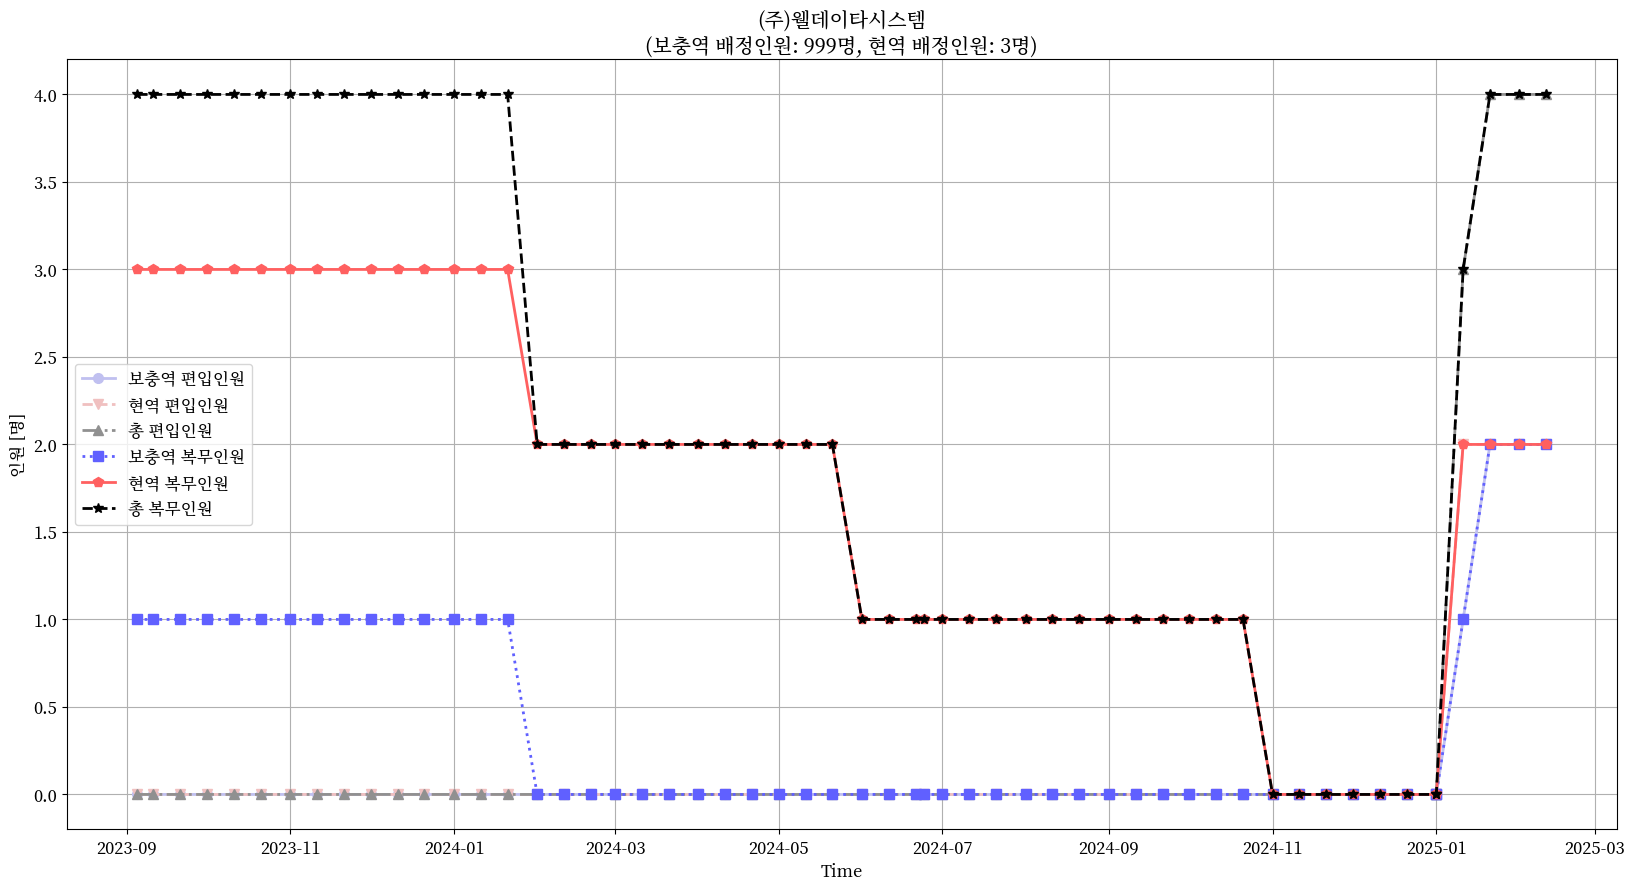 (주)웰데이타시스템
(보충역 배정인원: 999명, 현역 배정인원: 3명)
인원 [명]
4.0
3.5
3.0
2.5
2.0
1.5
1.0
0.5
0.0
보충역 편입인원
현역 편입인원
총 편입인원
보충역 복무인원
현역 복무인원
총 복무인원
2023-09
2023-11
2024-01
2024-03
2024-05
2024-07
2024-09
2024-11
2025-01
2025-03
Time